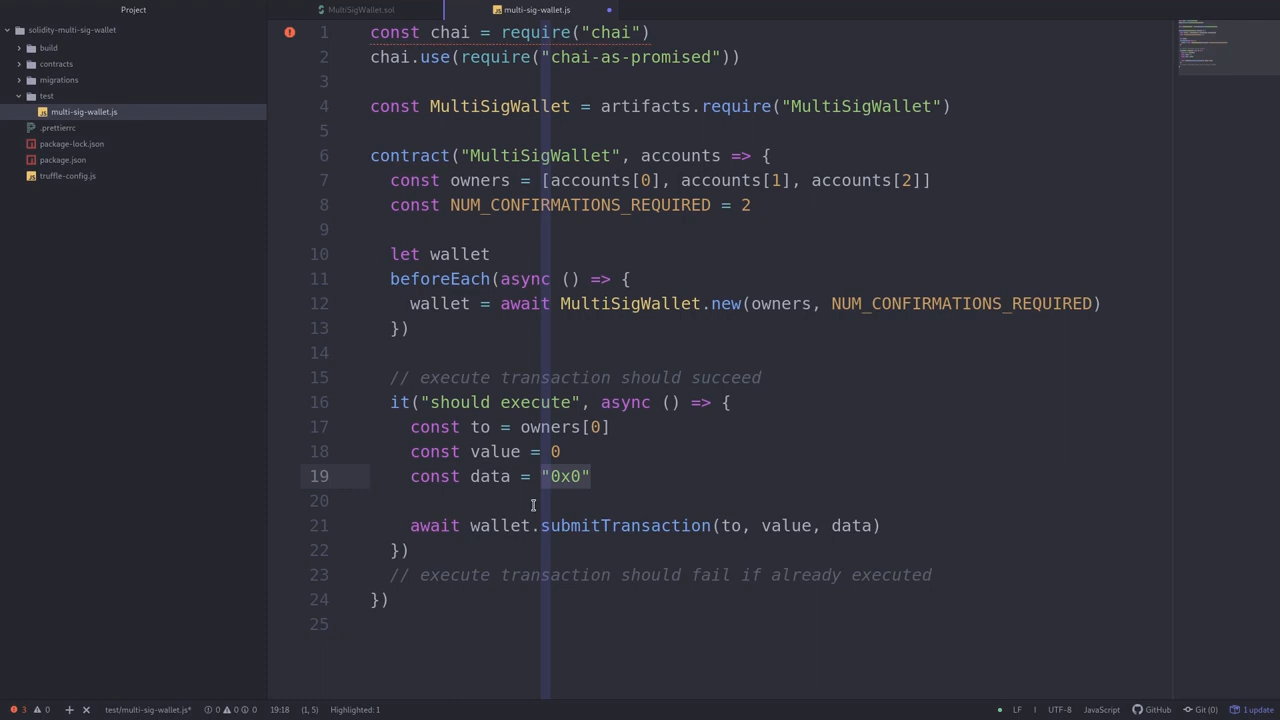 Project
MultiSigWallet.sol
multi-sig-wallet.js
solidity-multi-sig-wallet
build
contracts
migrations
test
multi-sig-wallet.js
.prettierrc
package-lock.json
package.json
truffle-config.js
1 const chai = require("chai")
2 chai.use(require("chai-as-promised"))
3
4 const MultiSigWallet = artifacts.require("MultiSigWallet")
5
6 contract("MultiSigWallet", accounts => {
7 const owners = [accounts[0], accounts[1], accounts[2]]
8 const NUM_CONFIRMATIONS_REQUIRED = 2
9
10 let wallet
11 beforeEach(async () => {
12 wallet = await MultiSigWallet.new(owners, NUM_CONFIRMATIONS_REQUIRED)
13 })
14
15 // execute transaction should succeed
16 it("should execute", async () => {
17 const to = owners[0]
18 const value = 0
19 const data = "0x0"
20
21 await wallet.submitTransaction(to, value, data)
22 })
23 // execute transaction should fail if already executed
24 })
25
3 0 test/multi-sig-wallet.js* 0 0 0 19:18 (1, 5) Highlighted: 1 LF UTF-8 JavaScript GitHub Git (0) 1 update